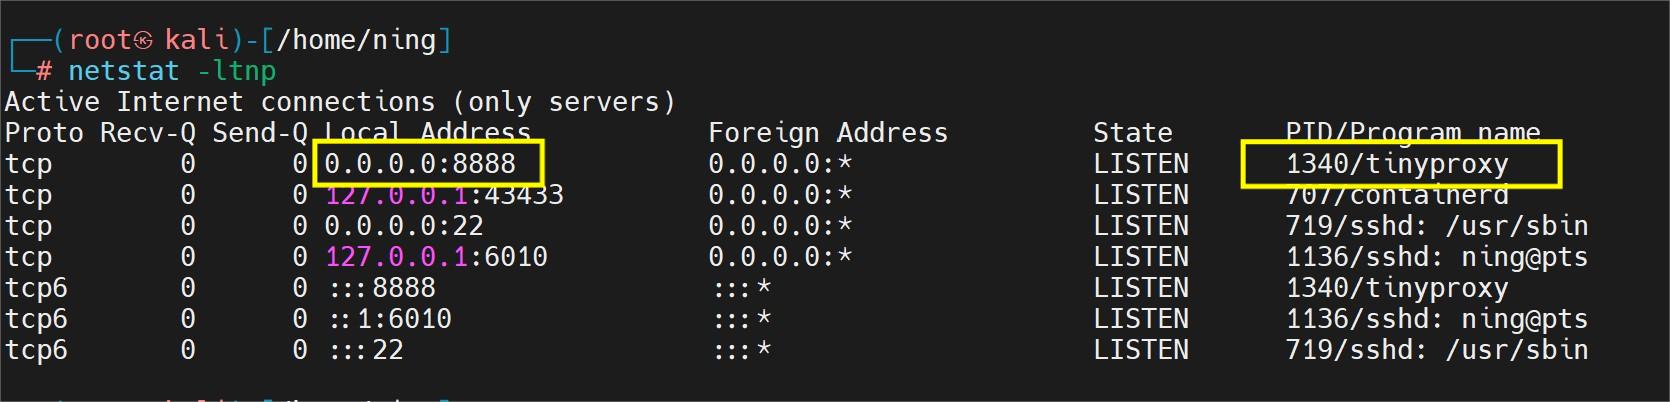 ┌──(root㉿kali)-[/home/ning]
└─# netstat -ltnp
Active Internet connections (only servers)
Proto Recv-Q Send-Q Local Address           Foreign Address         State       PID/Program name
tcp        0      0 0.0.0.0:8888            0.0.0.0:*               LISTEN      1340/tinyproxy
tcp        0      0 127.0.0.1:43433         0.0.0.0:*               LISTEN      707/containerd
tcp        0      0 0.0.0.0:22              0.0.0.0:*               LISTEN      719/sshd: /usr/sbin
tcp        0      0 127.0.0.1:6010          0.0.0.0:*               LISTEN      1136/sshd: ning@pts
tcp6       0      0 :::8888                 :::*                    LISTEN      1340/tinyproxy
tcp6       0      0 ::1:6010                :::*                    LISTEN      1136/sshd: ning@pts
tcp6       0      0 :::22                   :::*                    LISTEN      719/sshd: /usr/sbin